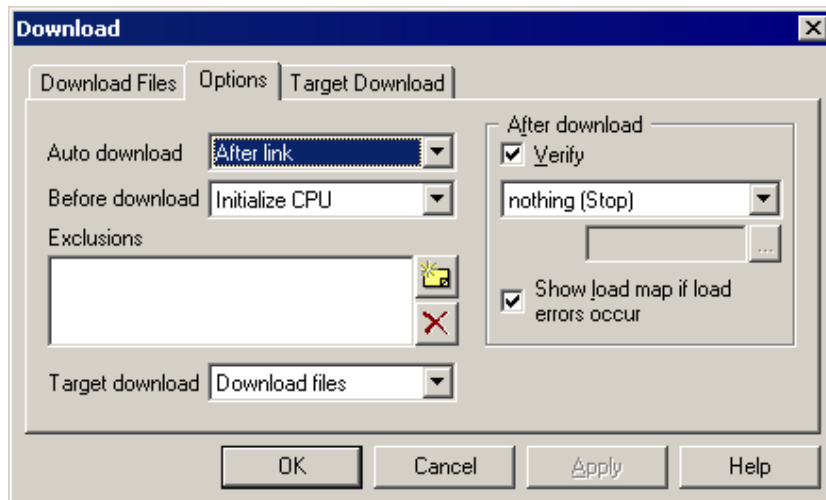 Download
Download Files Options Target Download
Auto download After link
Before download Initialize CPU
Exclusions
Target download Download files
After download
Verify
nothing (Stop)
...
Show load map if load
errors occur
OK Cancel Apply Help